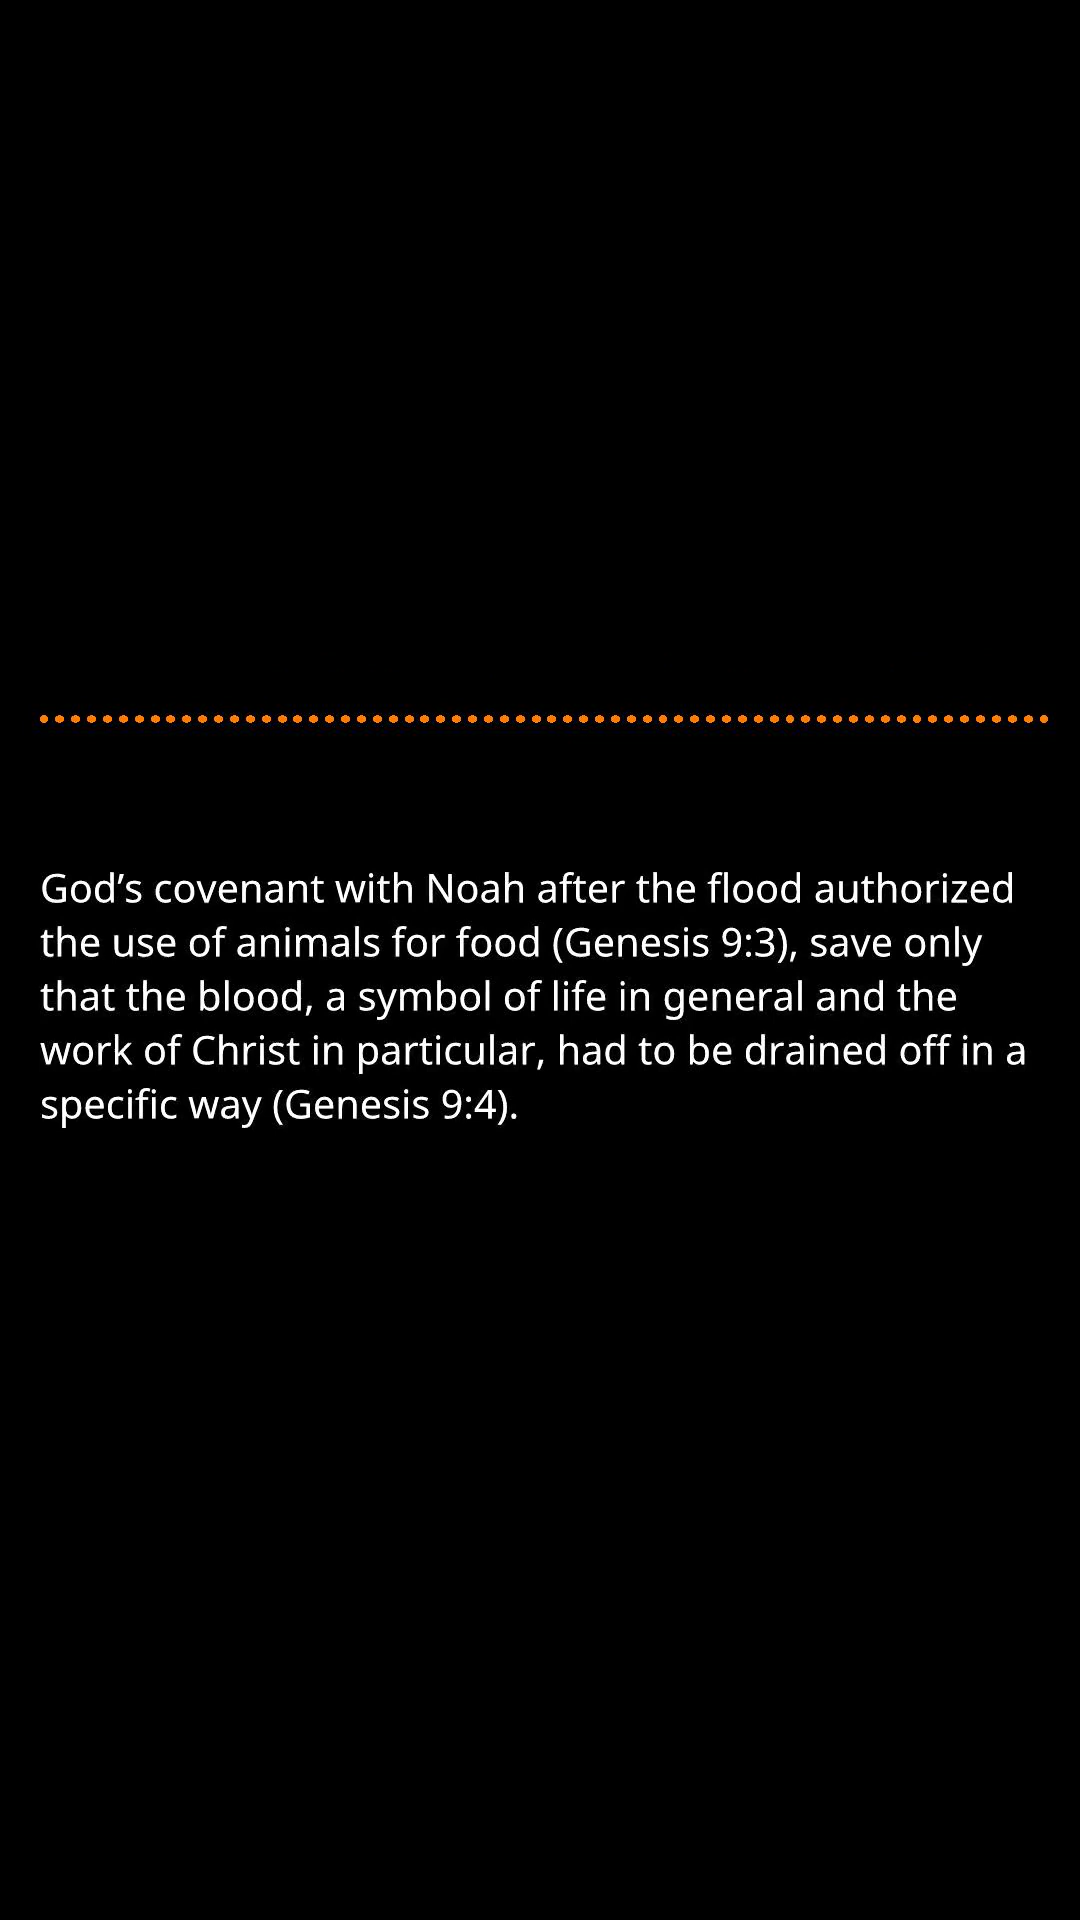 God’s covenant with Noah after the flood authorized
the use of animals for food (Genesis 9:3), save only
that the blood, a symbol of life in general and the
work of Christ in particular, had to be drained off in a
specific way (Genesis 9:4).